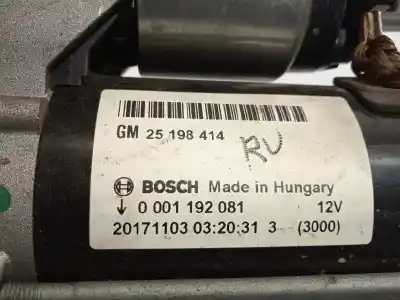 GM 25 198 414
RU
BOSCH Made in Hungary
↓ 0 001 192 081 12V
20171103 03:20:31 3 (3000)